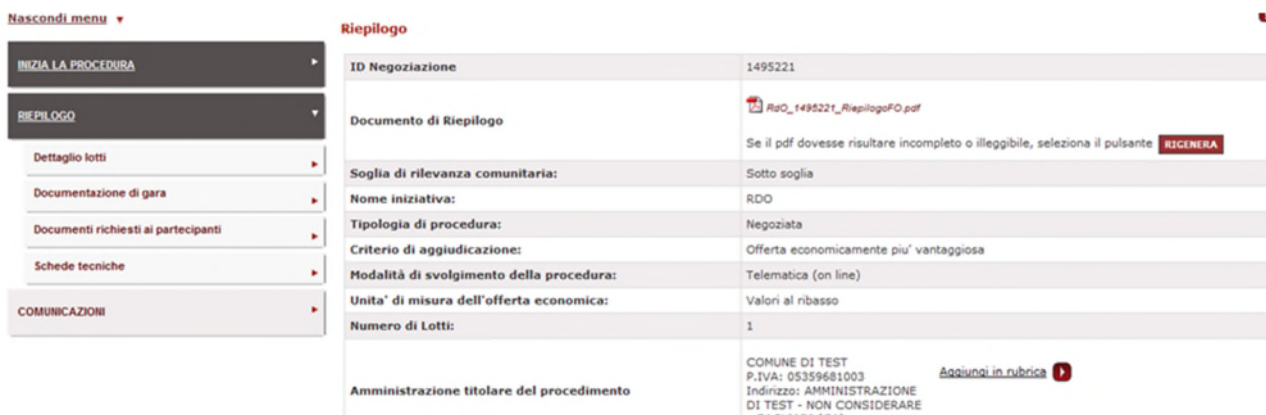 Nascondi menu
INIZIA LA PROCEDURA
RIEPILOGO
Dettaglio lotti
Documentazione di gara
Documenti richiesti ai partecipanti
Schede tecniche
COMUNICAZIONI
Riepilogo
ID Negoziazione 1495221
Documento di Riepilogo
RdO_1495221_RiepilogoFO.pdf
Se il pdf dovesse risultare incompleto o illeggibile, seleziona il pulsante RIGENERA
Soglia di rilevanza comunitaria: Sotto soglia
Nome iniziativa: RDO
Tipologia di procedura: Negoziata
Criterio di aggiudicazione: Offerta economicamente piu' vantaggiosa
Modalità di svolgimento della procedura: Telematica (on line)
Unita' di misura dell'offerta economica: Valori al ribasso
Numero di Lotti: 1
Amministrazione titolare del procedimento
COMUNE DI TEST
P.IVA: 05359681003
Indirizzo: AMMINISTRAZIONE
DI TEST - NON CONSIDERARE
Aggiungi in rubrica